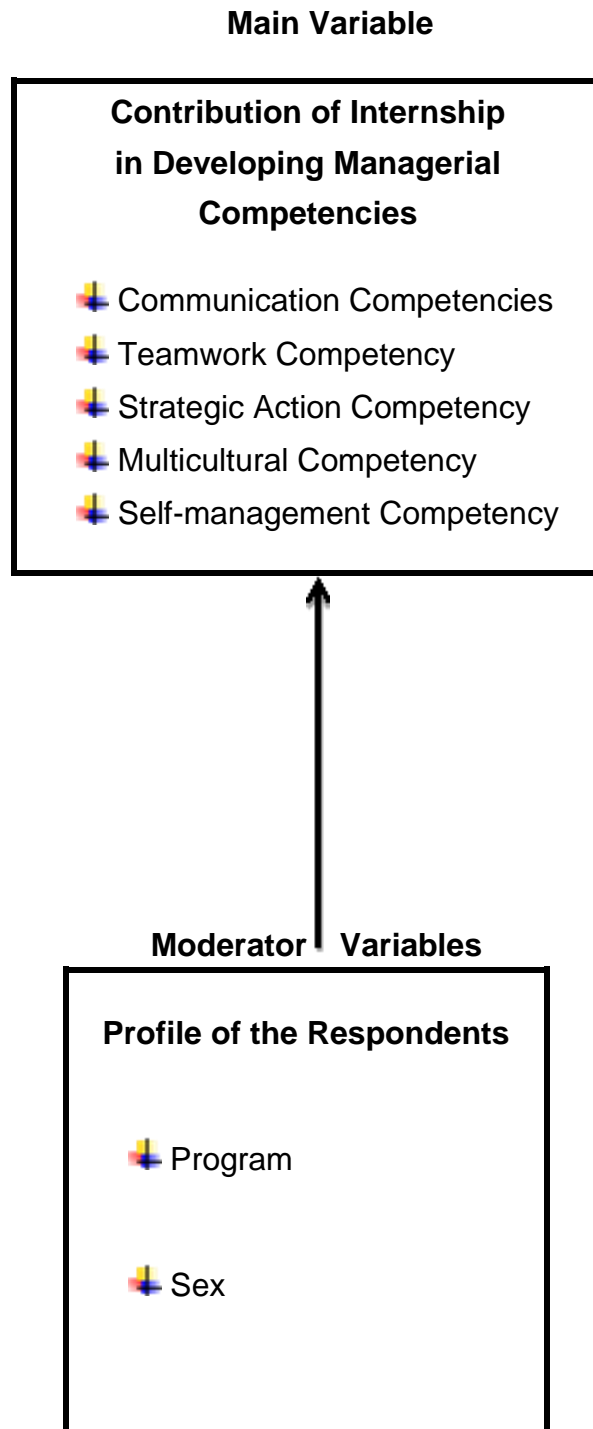 Main Variable
Contribution of Internship
in Developing Managerial
Competencies
Communication Competencies
Teamwork Competency
Strategic Action Competency
Multicultural Competency
Self-management Competency
Moderator Variables
Profile of the Respondents
Program
Sex